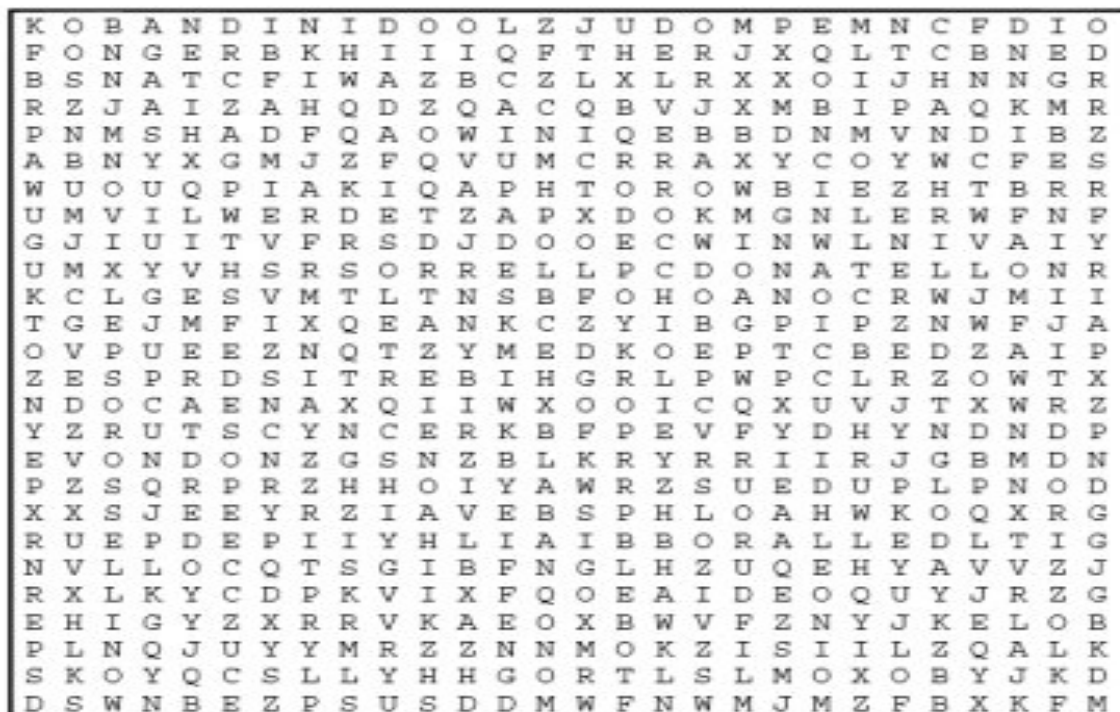 K O B A N D I N I D O O L Z J U D O M P E M N C F D I O
F O N G E R B K H I I I Q F T H E R J X Q L T C B N E D
B S N A T C F I W A Z B C Z L X L R X X O I J H N N G R
R Z J A I Z A H Q D Z Q A C Q B V J X M B I P A Q K M R
P N M S H A D F Q A O W I N I Q E B B D N M V N D I B Z
A B N Y X G M J Z F Q V U M C R R A X Y C O Y W C F E S
W U O U Q P I A K I Q A P H T O R O W B I E Z H T B R R
U M V I L W E R D E T Z A P X D O K M G N L E R W F N F
G J I U I T V F R S D J D O O E C W I N W L N I V A I Y
U M X Y V H S R S O R R E L L P C D O N A T E L L O N R
K C L G E S V M T L T N S B F O H O A N O C R W J M I I
T G E J M F I X Q E A N K C Z Y I B G P I P Z N W F J A
O V P U E E Z N Q T Z Y M E D K O E P T C B E D Z A I P
Z E S P R D S I T R E B I H G R L P W P C L R Z O W T X
N D O C A E N A X Q I I W X O O I C Q X U V J T X W R Z
Y Z R U T S C Y N C E R K B F P E V F Y D H Y N D N D P
E V O N D O N Z G S N Z B L K R Y R R I I R J G B M D N
P Z S Q R P R Z H H O I Y A W R Z S U E D U P L P N O D
X X S J E E Y R Z I A V E B S P H L O A H W K O Q X R G
R U E P D E P I I Y H L I A I B B O R A L L E D L T I G
N V L L O C Q T S G I B F N G L H Z U Q E H Y A V V Z J
R X L K Y C D P K V I X F Q O E A I D E O Q U Y J R Z G
E H I G Y Z X R R V K A E O X B W V F Z N Y J K E L O B
P L N Q J U Y Y M R Z Z N N M O K Z I S I I L Z Q A L K
S K O Y Q C S L L Y H H G O R T L S L M O X O B Y J K D
D S W N B E Z P S U S D D M W F N W M J M Z F B X K F M